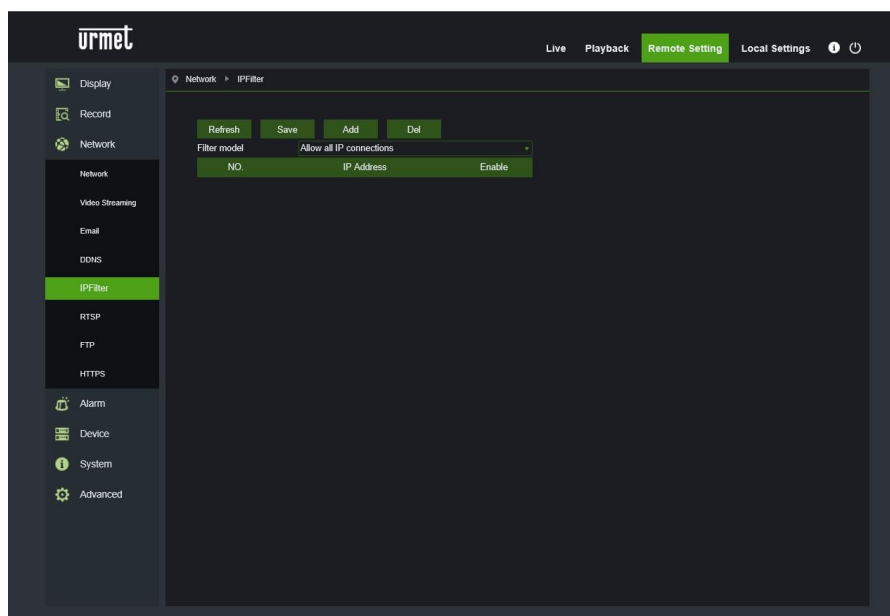 urmet
Live Playback Remote Setting Local Settings
Display
Record
Network
Network
Video Streaming
Email
DDNS
IPFilter
RTSP
FTP
HTTPS
Alarm
Device
System
Advanced
Network IPFilter
Refresh Save Add Del
Filter model Allow all IP connections
NO. IP Address Enable